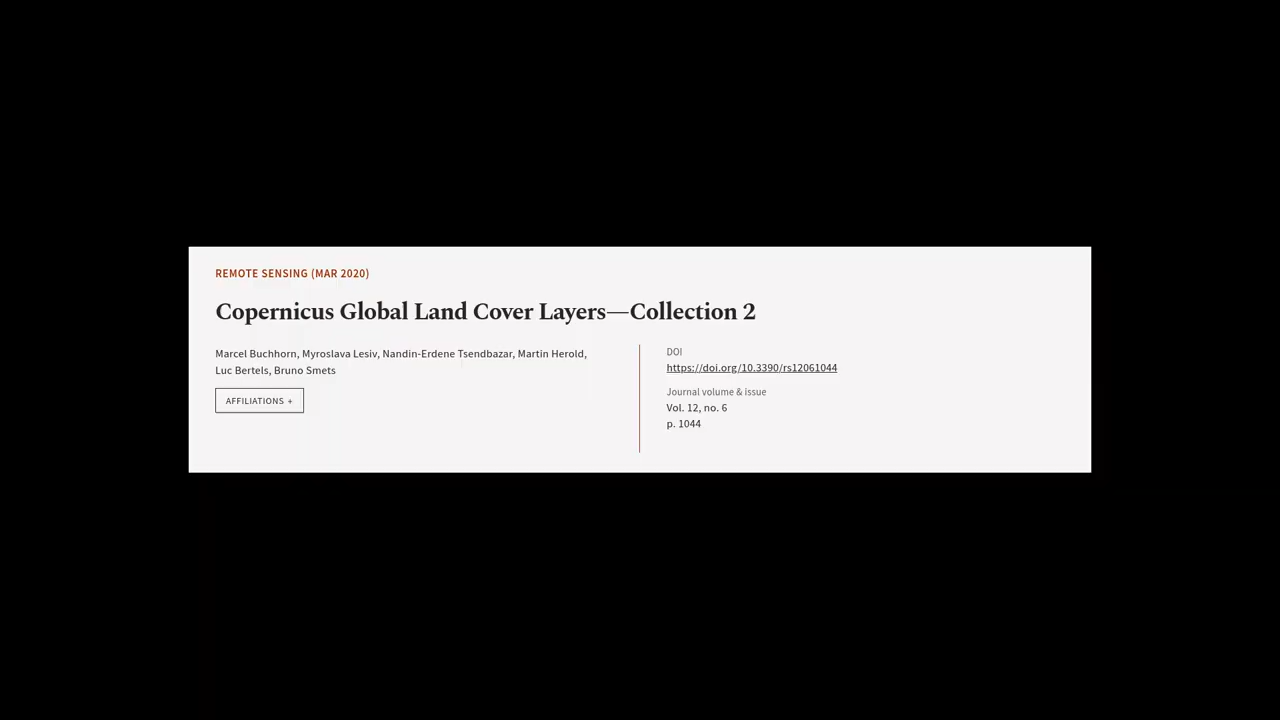 REMOTE SENSING (MAR 2020)
Copernicus Global Land Cover Layers—Collection 2
Marcel Buchhorn, Myroslava Lesiv, Nandin-Erdene Tsendbazar, Martin Herold,
Luc Bertels, Bruno Smets
AFFILIATIONS +
DOI
https://doi.org/10.3390/rs12061044
Journal volume & issue
Vol. 12, no. 6
p. 1044